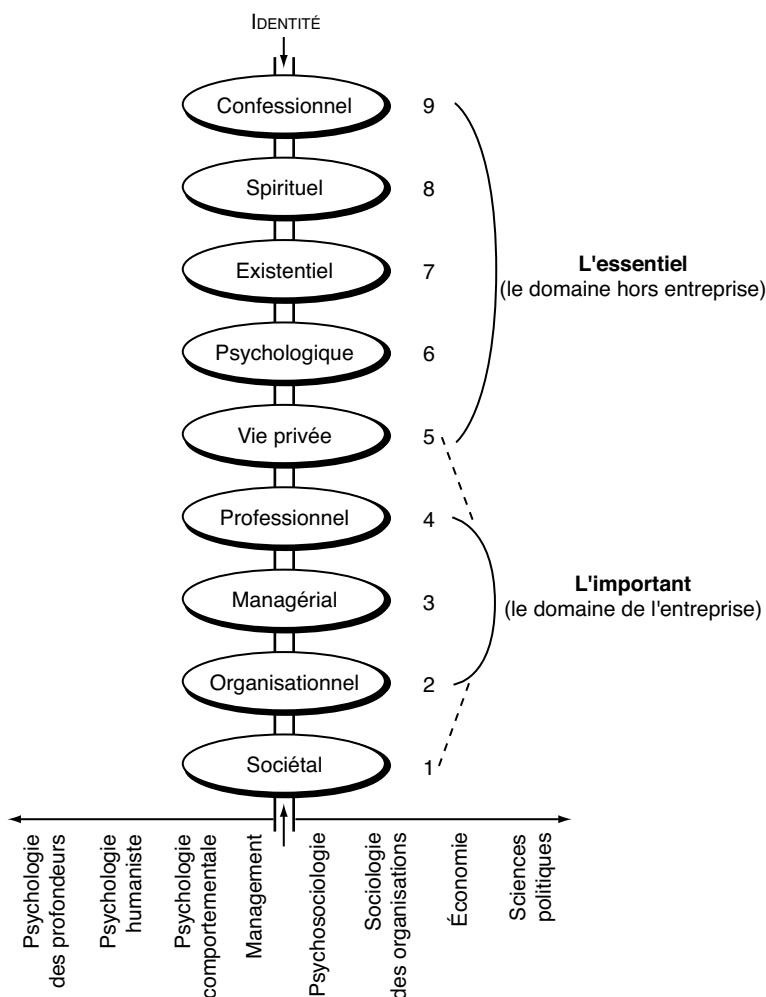 IDENTITÉ
Confessionnel 9
Spirituel 8
Existentiel 7
L'essentiel
(le domaine hors entreprise)
Psychologique 6
Vie privée 5
Professionnel 4
L'important
(le domaine de l'entreprise)
Managérial 3
Organisationnel 2
Sociétal 1
Psychologie
des profondeurs
Psychologie
humaniste
Psychologie
comportementale
Management
Psychosociologie
Sociologie
des organisations
Économie
Sciences
politiques